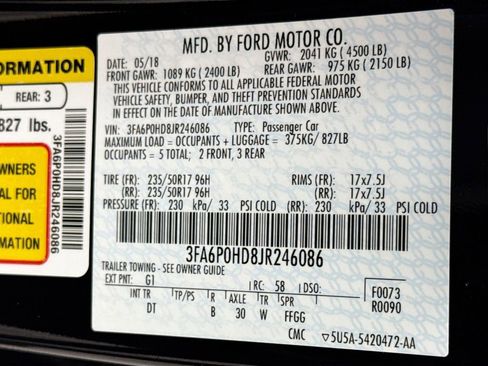 ORMATION
REAR: 3
827 lbs.
3FA6P0HD8JR246086
WNERS
AL FOR
TIONAL
RMATION
MFD. BY FORD MOTOR CO.
05/18 GVWR: 2041 KG (4500 LB)
FRONT GAWR: 1089 KG (2400 LB) REAR GAWR: 975 KG (2150 LB)
THIS VEHICLE CONFORMS TO ALL APPLICABLE FEDERAL MOTOR
VEHICLE SAFETY, BUMPER, AND THEFT PREVENTION STANDARDS
IN EFFECT ON THE DATE OF MANUFACTURE SHOWN ABOVE.
VIN: 3FA6P0HD8JR246086 TYPE: Passenger Car
MAXIMUM LOAD = OCCUPANTS + LUGGAGE = 375KG/ 827LB
OCCUPANTS = 5 TOTAL; 2 FRONT, 3 REAR
TIRE (FR): 235/50R17 96H RIMS (FR): 17x7.5J
(RR): 235/50R17 96H (RR): 17x7.5J
PRESSURE (FR): 230 kPa/ 33 PSI COLD (RR): 230 kPa/ 33 PSI COLD
3FA6P0HD8JR246086
TRAILER TOWING - SEE OWNER GUIDE
EXT PNT: G1 RC: 58 DSO: F0073
INT TR TP/PS R AXLE TR SPR R0090
DT B 30 W FFGG
CMC 5U5A-5420472-AA